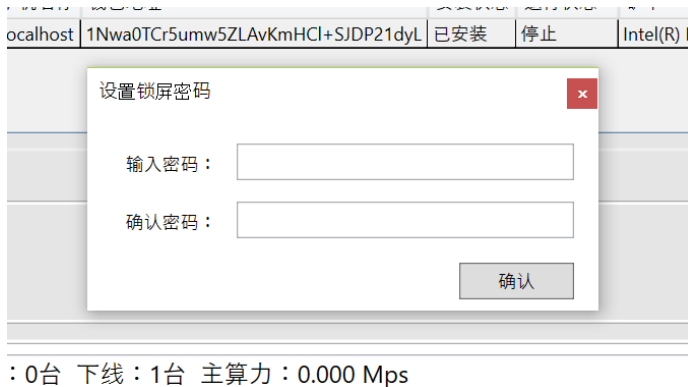 ocalhost 1Nwa0TCr5umw5ZLAvKmHCl+SJDP21dyL 已安装 停止 Intel(R)
设置锁屏密码
输入密码：
确认密码：
确认
：0台 下线：1台 主算力：0.000 Mps